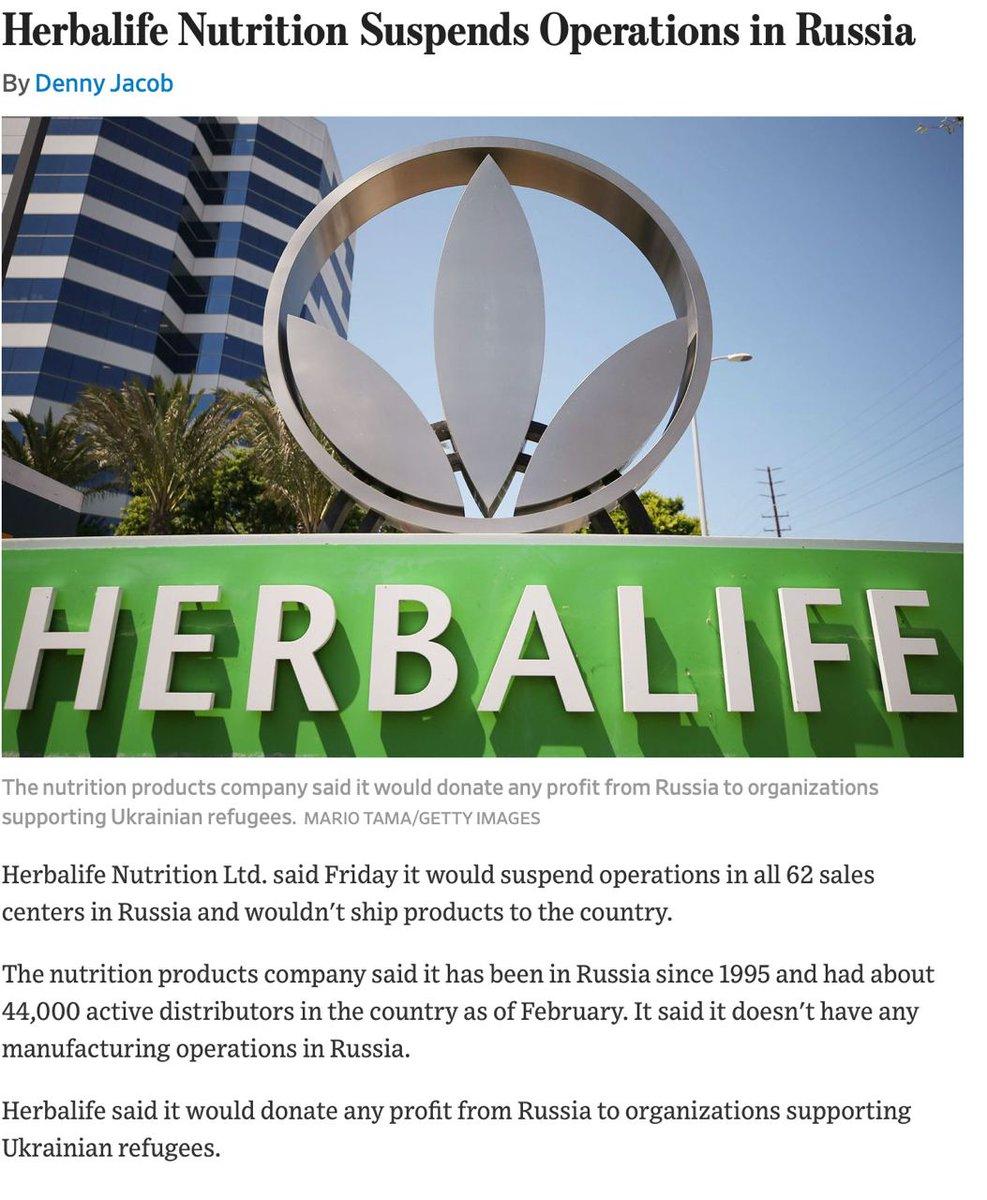 Herbalife Nutrition Suspends Operations in Russia
By Denny Jacob
HERBALIFE
The nutrition products company said it would donate any profit from Russia to organizations
supporting Ukrainian refugees. MARIO TAMA/GETTY IMAGES
Herbalife Nutrition Ltd. said Friday it would suspend operations in all 62 sales
centers in Russia and wouldn't ship products to the country.
The nutrition products company said it has been in Russia since 1995 and had about
44,000 active distributors in the country as of February. It said it doesn't have any
manufacturing operations in Russia.
Herbalife said it would donate any profit from Russia to organizations supporting
Ukrainian refugees.